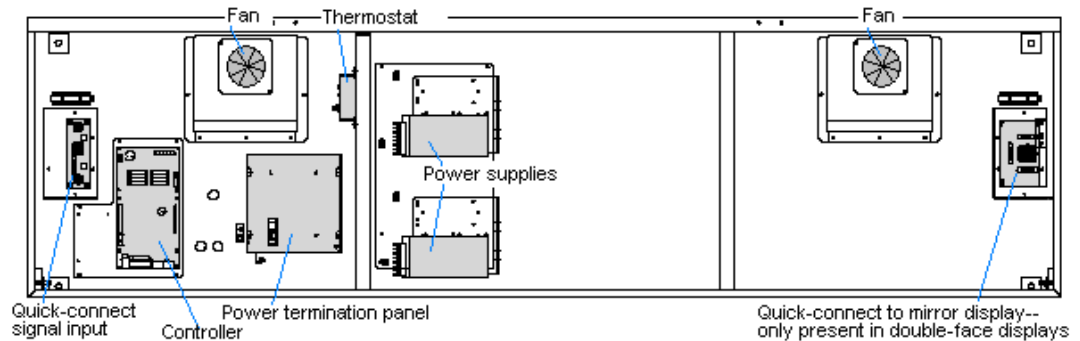 Fan
Thermostat
Fan
Power supplies
Quick-connect
signal input
Controller
Power termination panel
Quick-connect to mirror display--
only present in double-face displays